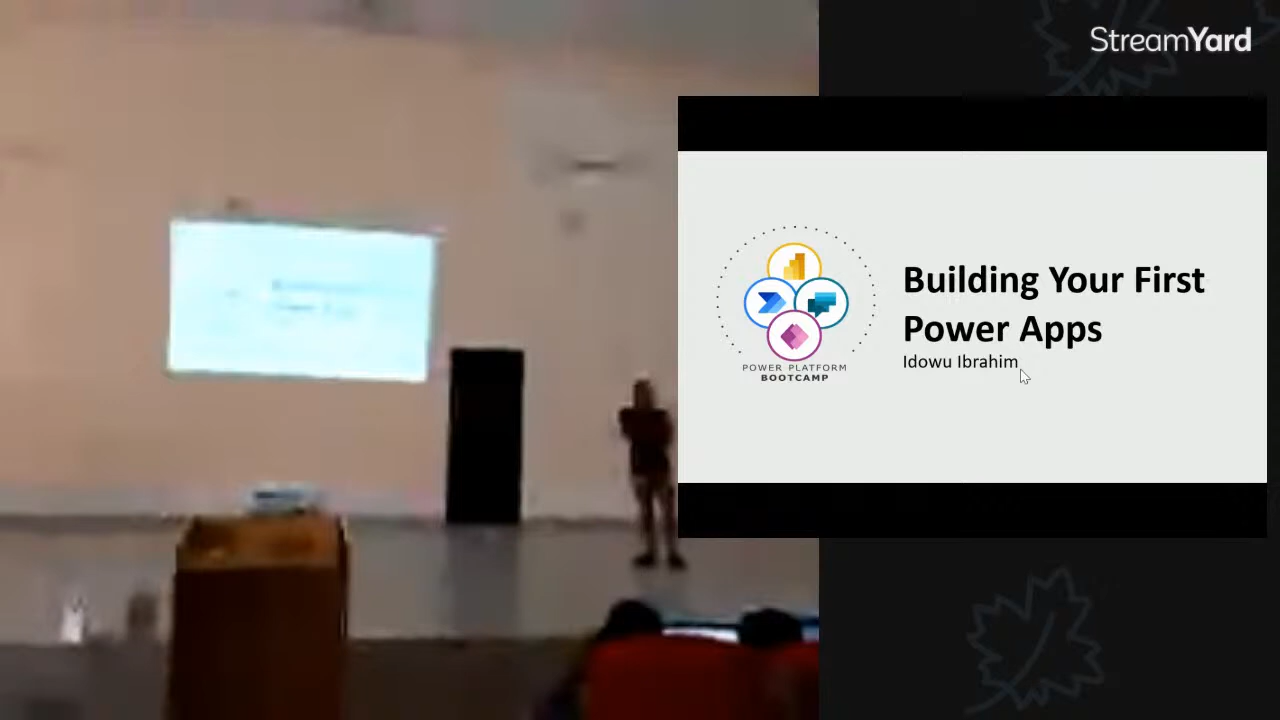 StreamYard
Building Your First
Power Apps
Idowu Ibrahim
POWER PLATFORM
BOOTCAMP